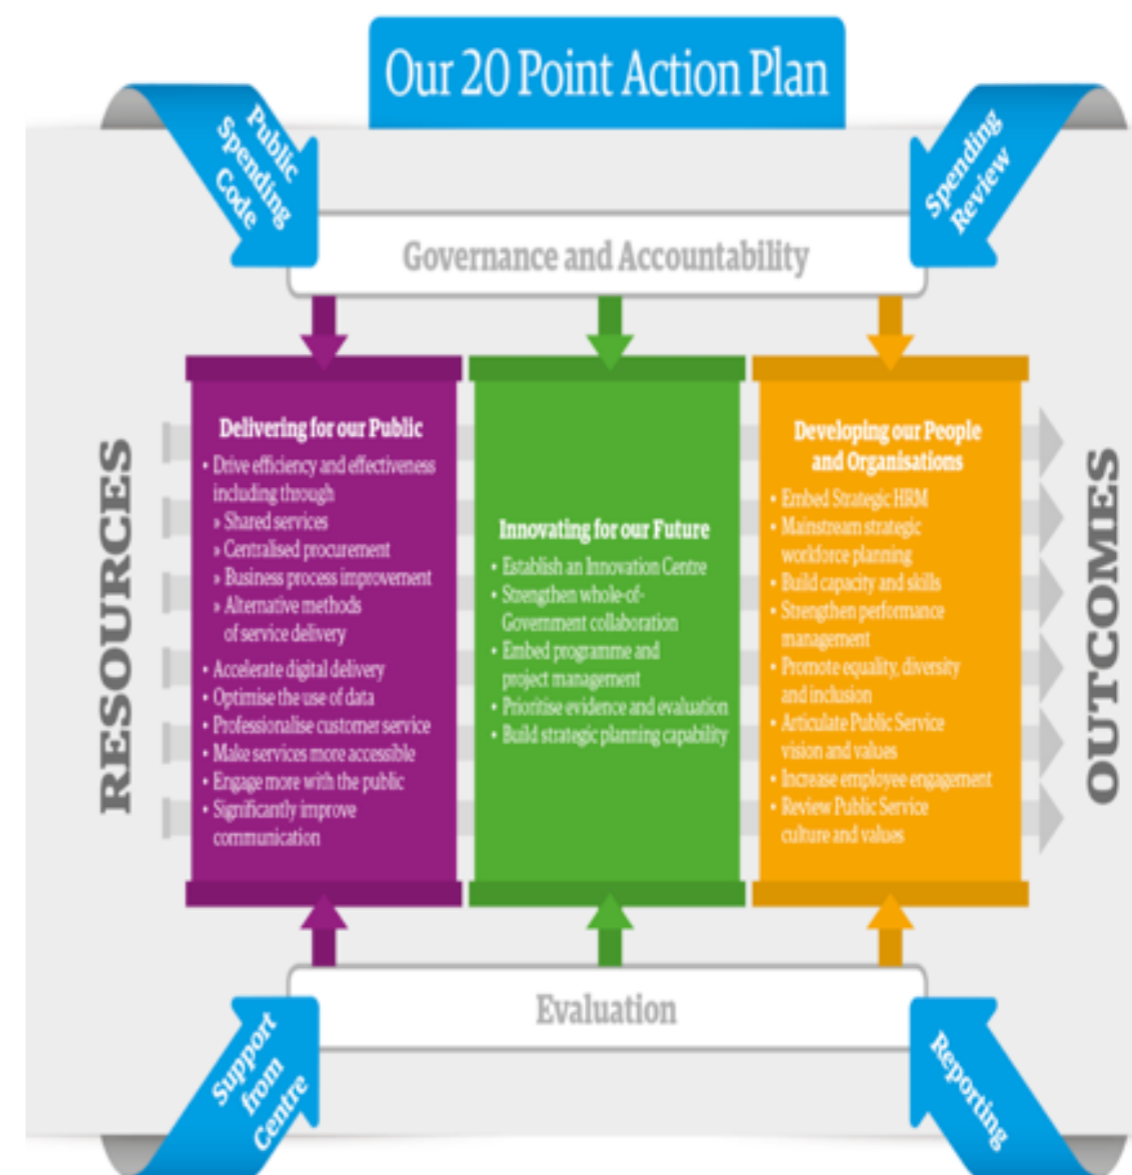 Our 20 Point Action Plan
Public
Spending
Code
Spending
Review
Governance and Accountability
RESOURCES
Delivering for our Public
• Drive efficiency and effectiveness
including through
» Shared services
» Centralised procurement
» Business process improvement
» Alternative methods
of service delivery
• Accelerate digital delivery
• Optimise the use of data
• Professionalise customer service
• Make services more accessible
• Engage more with the public
• Significantly improve
communication
Innovating for our Future
• Establish an Innovation Centre
• Strengthen whole-of-
Government collaboration
• Embed programme and
project management
• Prioritise evidence and evaluation
• Build strategic planning capability
Developing our People
and Organisations
• Embed Strategic HRM
• Mainstream strategic
workforce planning
• Build capacity and skills
• Strengthen performance
management
• Promote equality, diversity
and inclusion
• Articulate Public Service
vision and values
• Increase employee engagement
• Review Public Service
culture and values
OUTCOMES
Evaluation
Support
from
Centre
Reporting